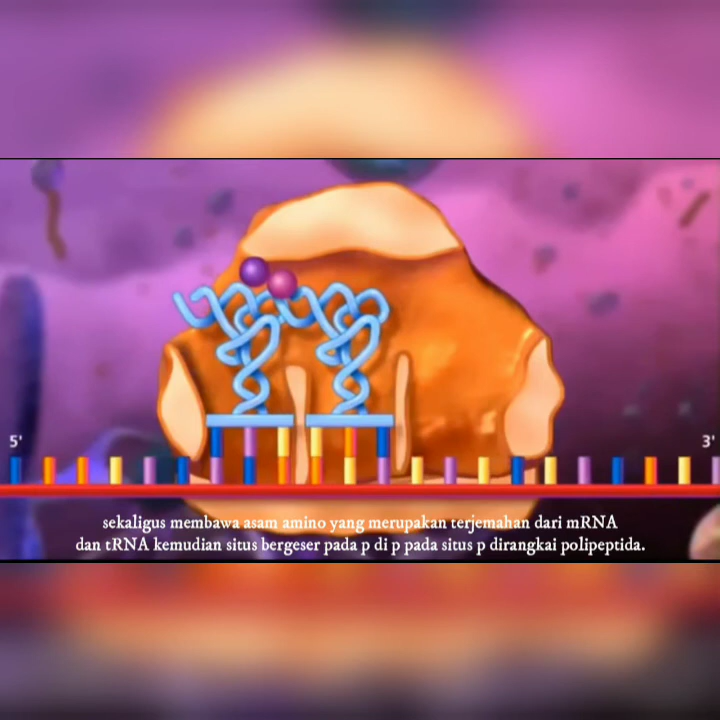 5'
3'
sekaligus membawa asam amino yang merupakan terjemahan dari mRNA
dan tRNA kemudian situs bergeser pada p di p pada situs p dirangkai polipeptida.